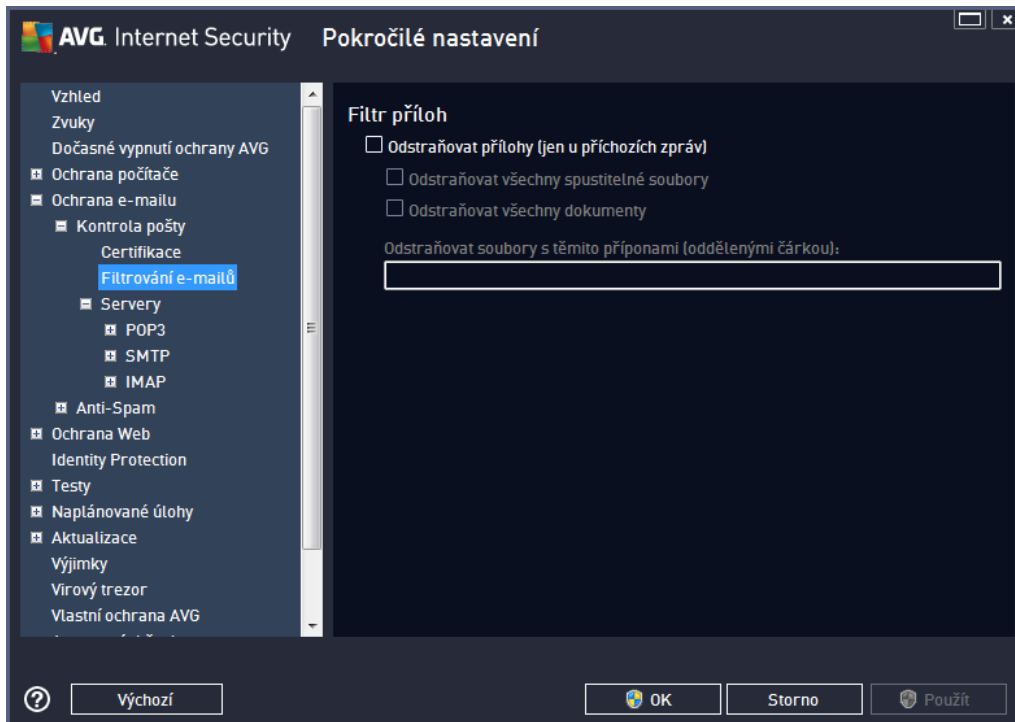 AVG. Internet Security Pokročilé nastavení
Vzhled
Zvuky
Dočasné vypnutí ochrany AVG
Ochrana počítače
Ochrana e-mailu
Kontrola pošty
Certifikace
Filtrování e-mailů
Servery
POP3
SMTP
IMAP
Anti-Spam
Ochrana Web
Identity Protection
Testy
Naplánované úlohy
Aktualizace
Výjimky
Virový trezor
Vlastní ochrana AVG
Filtr příloh
Odstraňovat přílohy (jen u příchozích zpráv)
Odstraňovat všechny spustitelné soubory
Odstraňovat všechny dokumenty
Odstraňovat soubory s těmito příponami (oddělenými čárkou):
Výchozí
OK
Storno
Použít